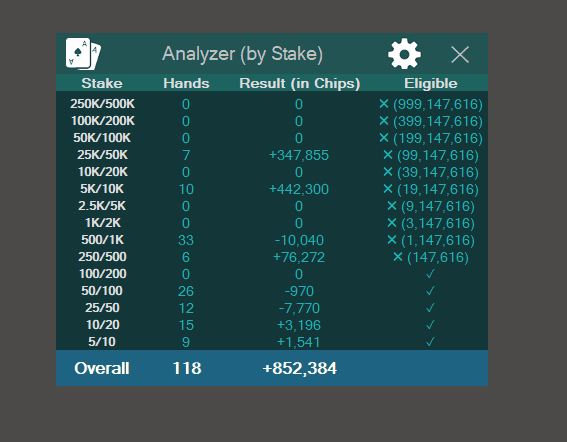 Analyzer (by Stake)
Stake Hands Result (in Chips) Eligible
250K/500K 0 0 ✕ (999,147,616)
100K/200K 0 0 ✕ (399,147,616)
50K/100K 0 0 ✕ (199,147,616)
25K/50K 7 +347,855 ✕ (99,147,616)
10K/20K 0 0 ✕ (39,147,616)
5K/10K 10 +442,300 ✕ (19,147,616)
2.5K/5K 0 0 ✕ (9,147,616)
1K/2K 0 0 ✕ (3,147,616)
500/1K 33 -10,040 ✕ (1,147,616)
250/500 6 +76,272 ✕ (147,616)
100/200 0 0 ✓
50/100 26 -970 ✓
25/50 12 -7,770 ✓
10/20 15 +3,196 ✓
5/10 9 +1,541 ✓
Overall 118 +852,384